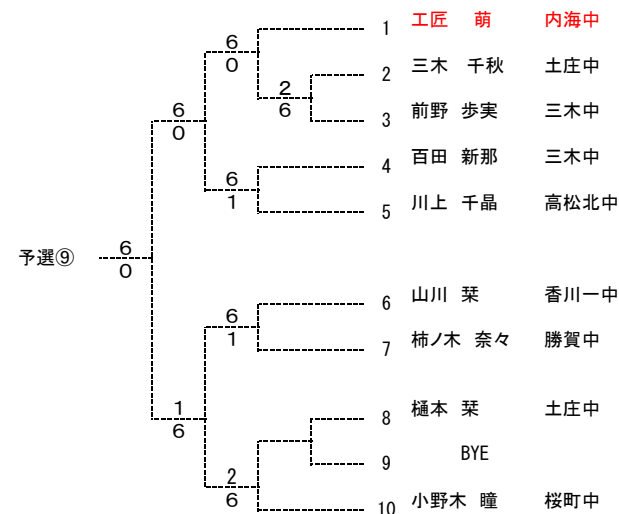 1 工匠 萌 内海中
6
0
2 三木 千秋 土庄中
2
6
3 前野 歩実 三木中
6
0
4 百田 新那 三木中
6
1
5 川上 千晶 高松北中
予選⑨
6
0
6 山川 栞 香川一中
6
1
7 柿ノ木 奈々 勝賀中
1
6
8 樋本 栞 土庄中
9 BYE
2
6
10 小野木 瞳 桜町中